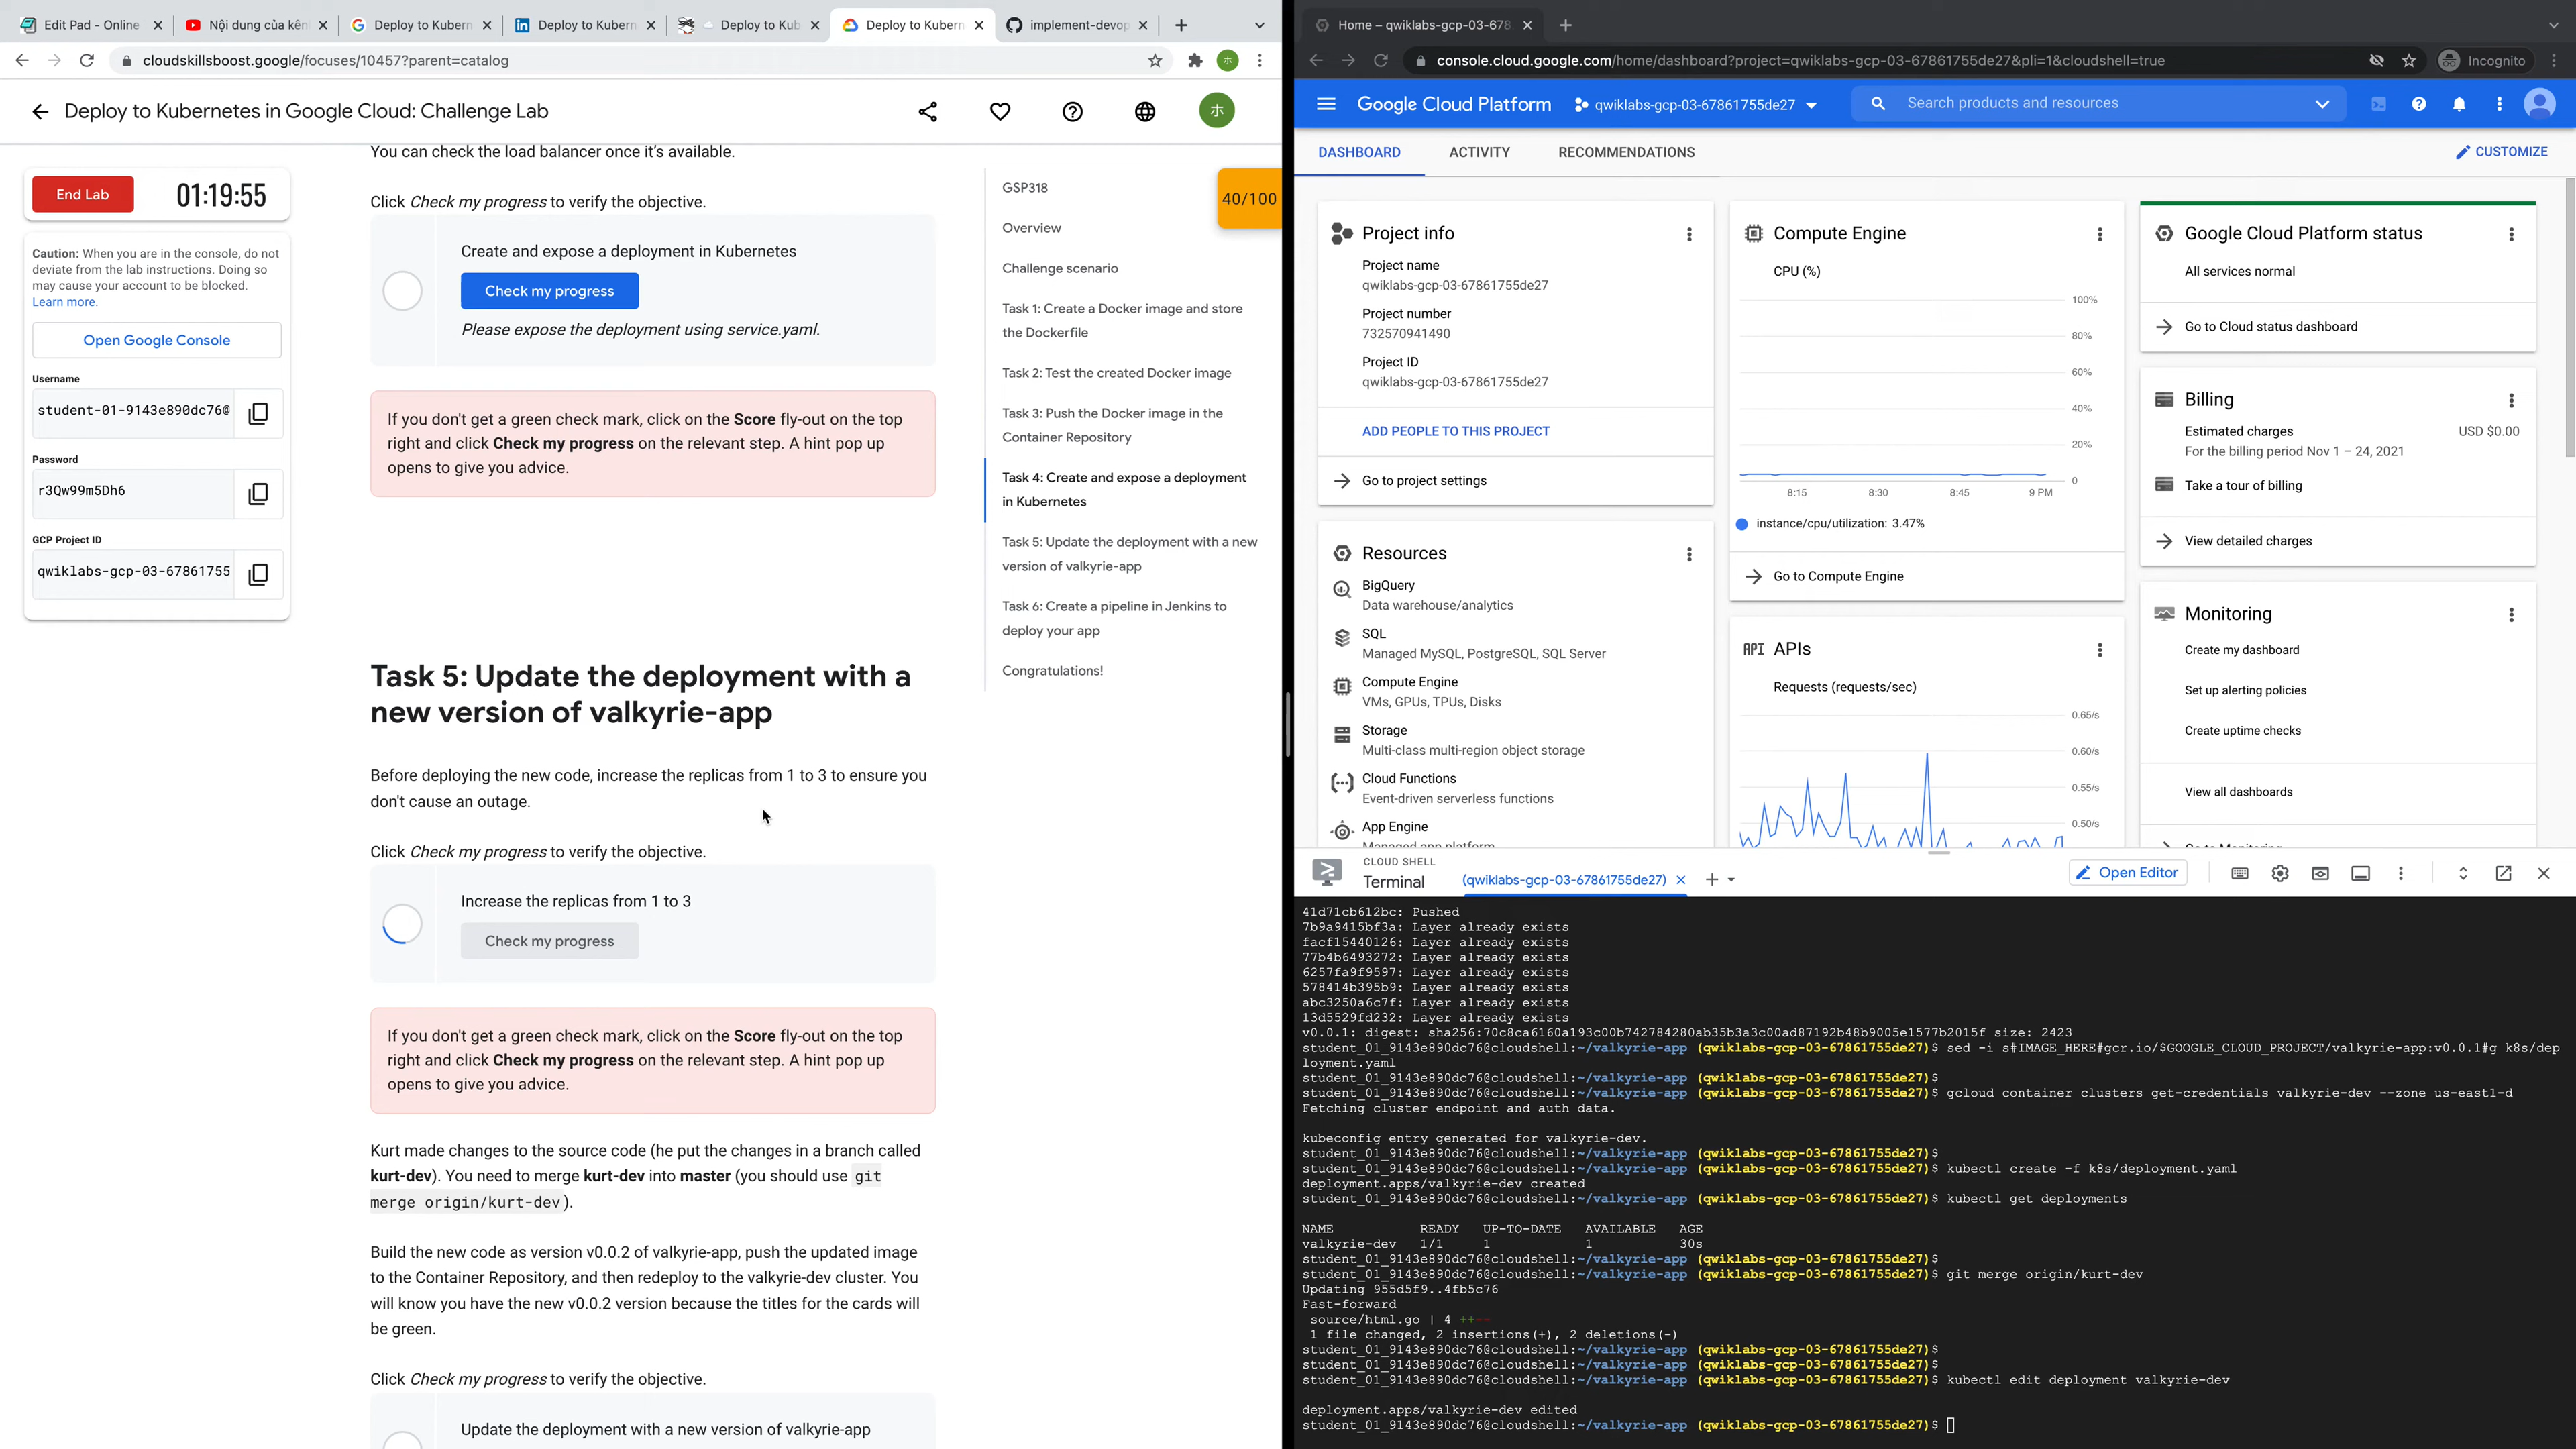 Edit Pad - Online
Nội dung của kên
Deploy to Kubern
Deploy to Kubern
Deploy to Kub
Deploy to Kubern
implement-devop
cloudskillsboost.google/focuses/10457?parent=catalog
Deploy to Kubernetes in Google Cloud: Challenge Lab
ホ
End Lab
01:19:55
Caution: When you are in the console, do not
deviate from the lab instructions. Doing so
may cause your account to be blocked.
Learn more.
Open Google Console
Username
student-01-9143e890dc76@
Password
r3Qw99m5Dh6
GCP Project ID
qwiklabs-gcp-03-67861755
You can check the load balancer once it's available.
Click Check my progress to verify the objective.
Create and expose a deployment in Kubernetes
Check my progress
Please expose the deployment using service.yaml.
If you don't get a green check mark, click on the Score fly-out on the top
right and click Check my progress on the relevant step. A hint pop up
opens to give you advice.
Task 5: Update the deployment with a
new version of valkyrie-app
Before deploying the new code, increase the replicas from 1 to 3 to ensure you
don't cause an outage.
Click Check my progress to verify the objective.
Increase the replicas from 1 to 3
Check my progress
If you don't get a green check mark, click on the Score fly-out on the top
right and click Check my progress on the relevant step. A hint pop up
opens to give you advice.
Kurt made changes to the source code (he put the changes in a branch called
kurt-dev). You need to merge kurt-dev into master (you should use git
merge origin/kurt-dev).
Build the new code as version v0.0.2 of valkyrie-app, push the updated image
to the Container Repository, and then redeploy to the valkyrie-dev cluster. You
will know you have the new v0.0.2 version because the titles for the cards will
be green.
Click Check my progress to verify the objective.
Update the deployment with a new version of valkyrie-app
GSP318
Overview
Challenge scenario
Task 1: Create a Docker image and store
the Dockerfile
Task 2: Test the created Docker image
Task 3: Push the Docker image in the
Container Repository
Task 4: Create and expose a deployment
in Kubernetes
Task 5: Update the deployment with a new
version of valkyrie-app
Task 6: Create a pipeline in Jenkins to
deploy your app
Congratulations!
40/100
Home – qwiklabs-gcp-03-678
console.cloud.google.com/home/dashboard?project=qwiklabs-gcp-03-67861755de27&pli=1&cloudshell=true
Incognito
Google Cloud Platform
qwiklabs-gcp-03-67861755de27
Search products and resources
DASHBOARD
ACTIVITY
RECOMMENDATIONS
CUSTOMIZE
Project info
Project name
qwiklabs-gcp-03-67861755de27
Project number
732570941490
Project ID
qwiklabs-gcp-03-67861755de27
ADD PEOPLE TO THIS PROJECT
Go to project settings
Resources
BigQuery
Data warehouse/analytics
SQL
Managed MySQL, PostgreSQL, SQL Server
Compute Engine
VMs, GPUs, TPUs, Disks
Storage
Multi-class multi-region object storage
Cloud Functions
Event-driven serverless functions
App Engine
Managed app platform
Compute Engine
CPU (%)
100%
80%
60%
40%
20%
0
8:15
8:30
8:45
9 PM
instance/cpu/utilization: 3.47%
Go to Compute Engine
API APIs
Requests (requests/sec)
0.65/s
0.60/s
0.55/s
0.50/s
Google Cloud Platform status
All services normal
Go to Cloud status dashboard
Billing
Estimated charges
USD $0.00
For the billing period Nov 1 – 24, 2021
Take a tour of billing
View detailed charges
Monitoring
Create my dashboard
Set up alerting policies
Create uptime checks
View all dashboards
Go to Monitoring
CLOUD SHELL
Terminal
(qwiklabs-gcp-03-67861755de27)
Open Editor
41d71cb612bc: Pushed
7b9a9415bf3a: Layer already exists
facf15440126: Layer already exists
77b4b6493272: Layer already exists
6257fa9f9597: Layer already exists
578414b395b9: Layer already exists
abc3250a6c7f: Layer already exists
13d5529fd232: Layer already exists
v0.0.1: digest: sha256:70c8ca6160a193c00b742784280ab35b3a3c00ad87192b48b9005e1577b2015f size: 2423
student_01_9143e890dc76@cloudshell:~/valkyrie-app (qwiklabs-gcp-03-67861755de27)$ sed -i s#IMAGE_HERE#gcr.io/$GOOGLE_CLOUD_PROJECT/valkyrie-app:v0.0.1#g k8s/dep
loyment.yaml
student_01_9143e890dc76@cloudshell:~/valkyrie-app (qwiklabs-gcp-03-67861755de27)$
student_01_9143e890dc76@cloudshell:~/valkyrie-app (qwiklabs-gcp-03-67861755de27)$ gcloud container clusters get-credentials valkyrie-dev --zone us-east1-d
Fetching cluster endpoint and auth data.
kubeconfig entry generated for valkyrie-dev.
student_01_9143e890dc76@cloudshell:~/valkyrie-app (qwiklabs-gcp-03-67861755de27)$
student_01_9143e890dc76@cloudshell:~/valkyrie-app (qwiklabs-gcp-03-67861755de27)$ kubectl create -f k8s/deployment.yaml
deployment.apps/valkyrie-dev created
student_01_9143e890dc76@cloudshell:~/valkyrie-app (qwiklabs-gcp-03-67861755de27)$ kubectl get deployments
NAME READY UP-TO-DATE AVAILABLE AGE
valkyrie-dev 1/1 1 1 30s
student_01_9143e890dc76@cloudshell:~/valkyrie-app (qwiklabs-gcp-03-67861755de27)$
student_01_9143e890dc76@cloudshell:~/valkyrie-app (qwiklabs-gcp-03-67861755de27)$ git merge origin/kurt-dev
Updating 955d5f9..4fb5c76
Fast-forward
source/html.go | 4 ++--
1 file changed, 2 insertions(+), 2 deletions(-)
student_01_9143e890dc76@cloudshell:~/valkyrie-app (qwiklabs-gcp-03-67861755de27)$
student_01_9143e890dc76@cloudshell:~/valkyrie-app (qwiklabs-gcp-03-67861755de27)$
student_01_9143e890dc76@cloudshell:~/valkyrie-app (qwiklabs-gcp-03-67861755de27)$ kubectl edit deployment valkyrie-dev
deployment.apps/valkyrie-dev edited
student_01_9143e890dc76@cloudshell:~/valkyrie-app (qwiklabs-gcp-03-67861755de27)$